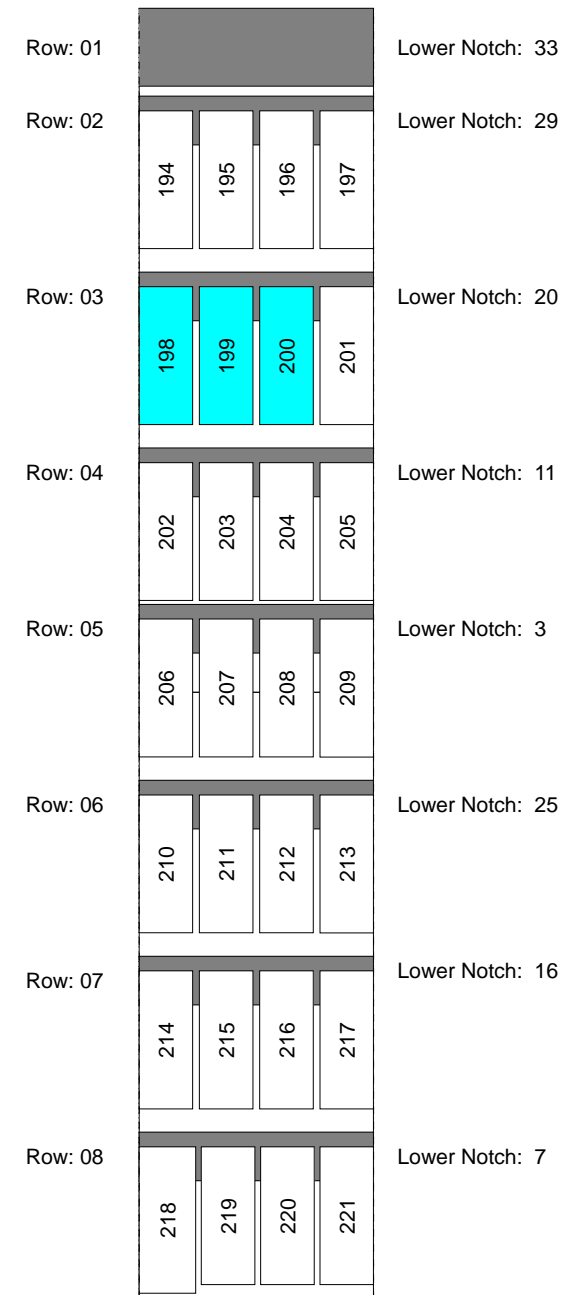 Row: 01 Lower Notch: 33
Row: 02 Lower Notch: 29
194 195 196 197
Row: 03 Lower Notch: 20
198 199 200 201
Row: 04 Lower Notch: 11
202 203 204 205
Row: 05 Lower Notch: 3
206 207 208 209
Row: 06 Lower Notch: 25
210 211 212 213
Row: 07 Lower Notch: 16
214 215 216 217
Row: 08 Lower Notch: 7
218 219 220 221